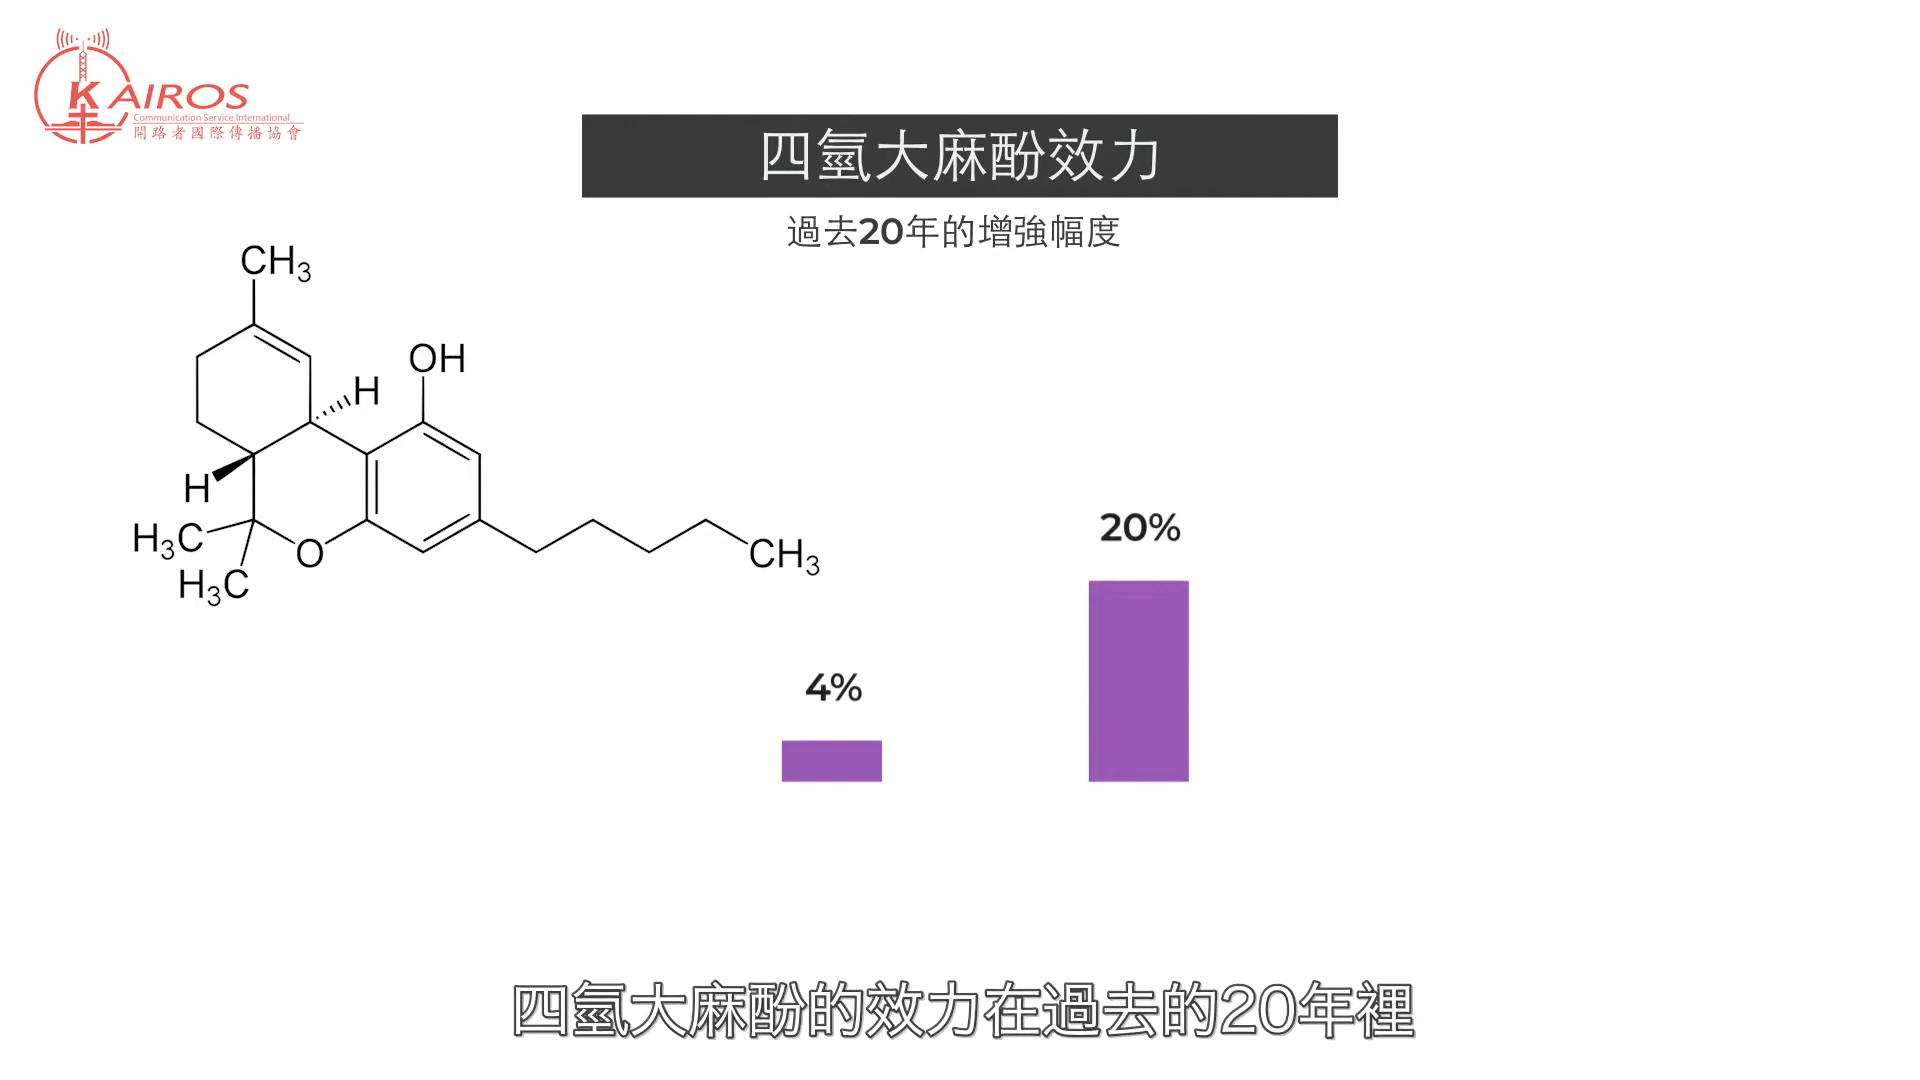 KAIROS
Communication Service International
開路者國際傳播協會
四氫大麻酚效力
過去20年的增強幅度
CH3
OH
H
H
H3C
O
H3C
CH3
20%
4%
四氫大麻酚的效力在過去的20年裡